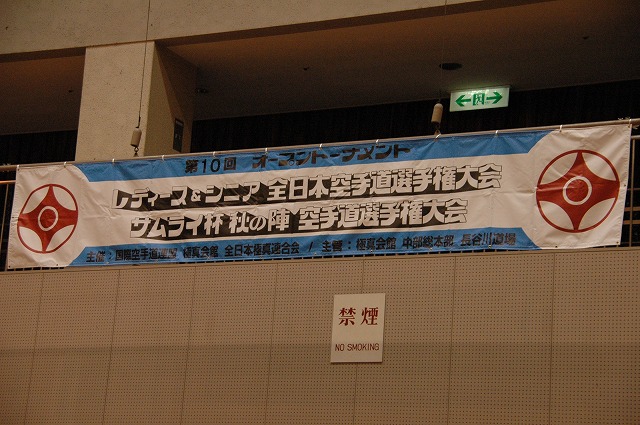 第10回 オープントーナメント
レディース&シニア 全日本空手道選手権大会
サムライ杯 秋の陣 空手道選手権大会
主催:国際空手道連盟 極真会館 全日本極真連合会 / 主管:極真会館 中部総本部 長谷川道場
禁煙
NO SMOKING